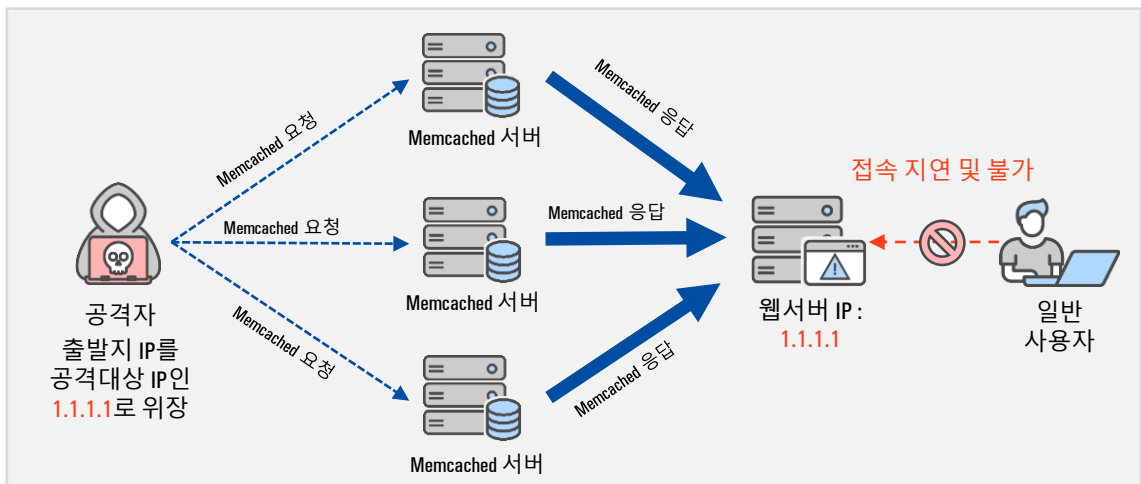 Memcached 요청
Memcached 서버
Memcached 응답
접속 지연 및 불가
Memcached 요청
Memcached 서버
Memcached 응답
공격자
출발지 IP를
공격대상 IP인
1.1.1.1로 위장
Memcached 요청
Memcached 서버
Memcached 응답
웹서버 IP :
1.1.1.1
일반
사용자